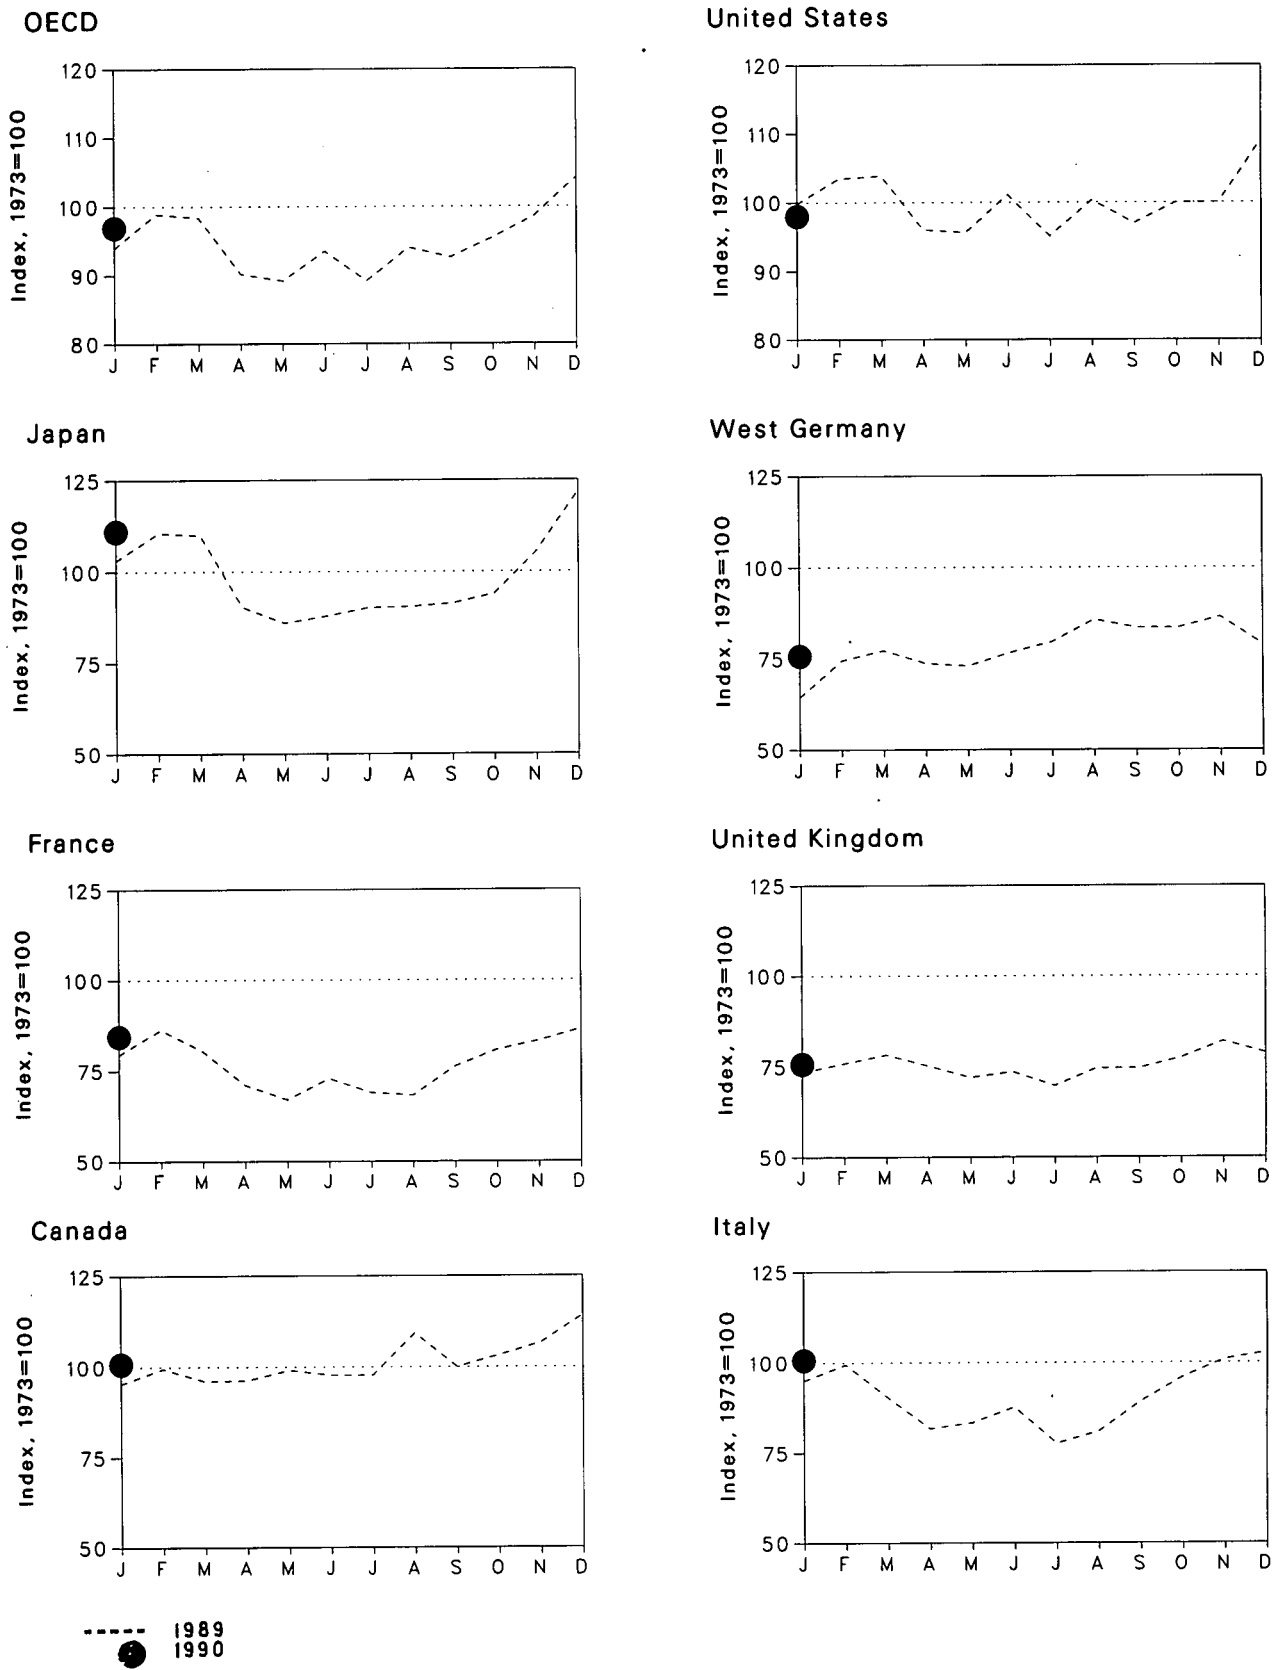 OECD
Index, 1973=100
120
110
100
90
80
J F M A M J J A S O N D
United States
Index, 1973=100
120
110
100
90
80
J F M A M J J A S O N D
Japan
Index, 1973=100
125
100
75
50
J F M A M J J A S O N D
West Germany
Index, 1973=100
125
100
75
50
J F M A M J J A S O N D
France
Index, 1973=100
125
100
75
50
J F M A M J J A S O N D
United Kingdom
Index, 1973=100
125
100
75
50
J F M A M J J A S O N D
Canada
Index, 1973=100
125
100
75
50
J F M A M J J A S O N D
Italy
Index, 1973=100
125
100
75
50
J F M A M J J A S O N D
1989
1990